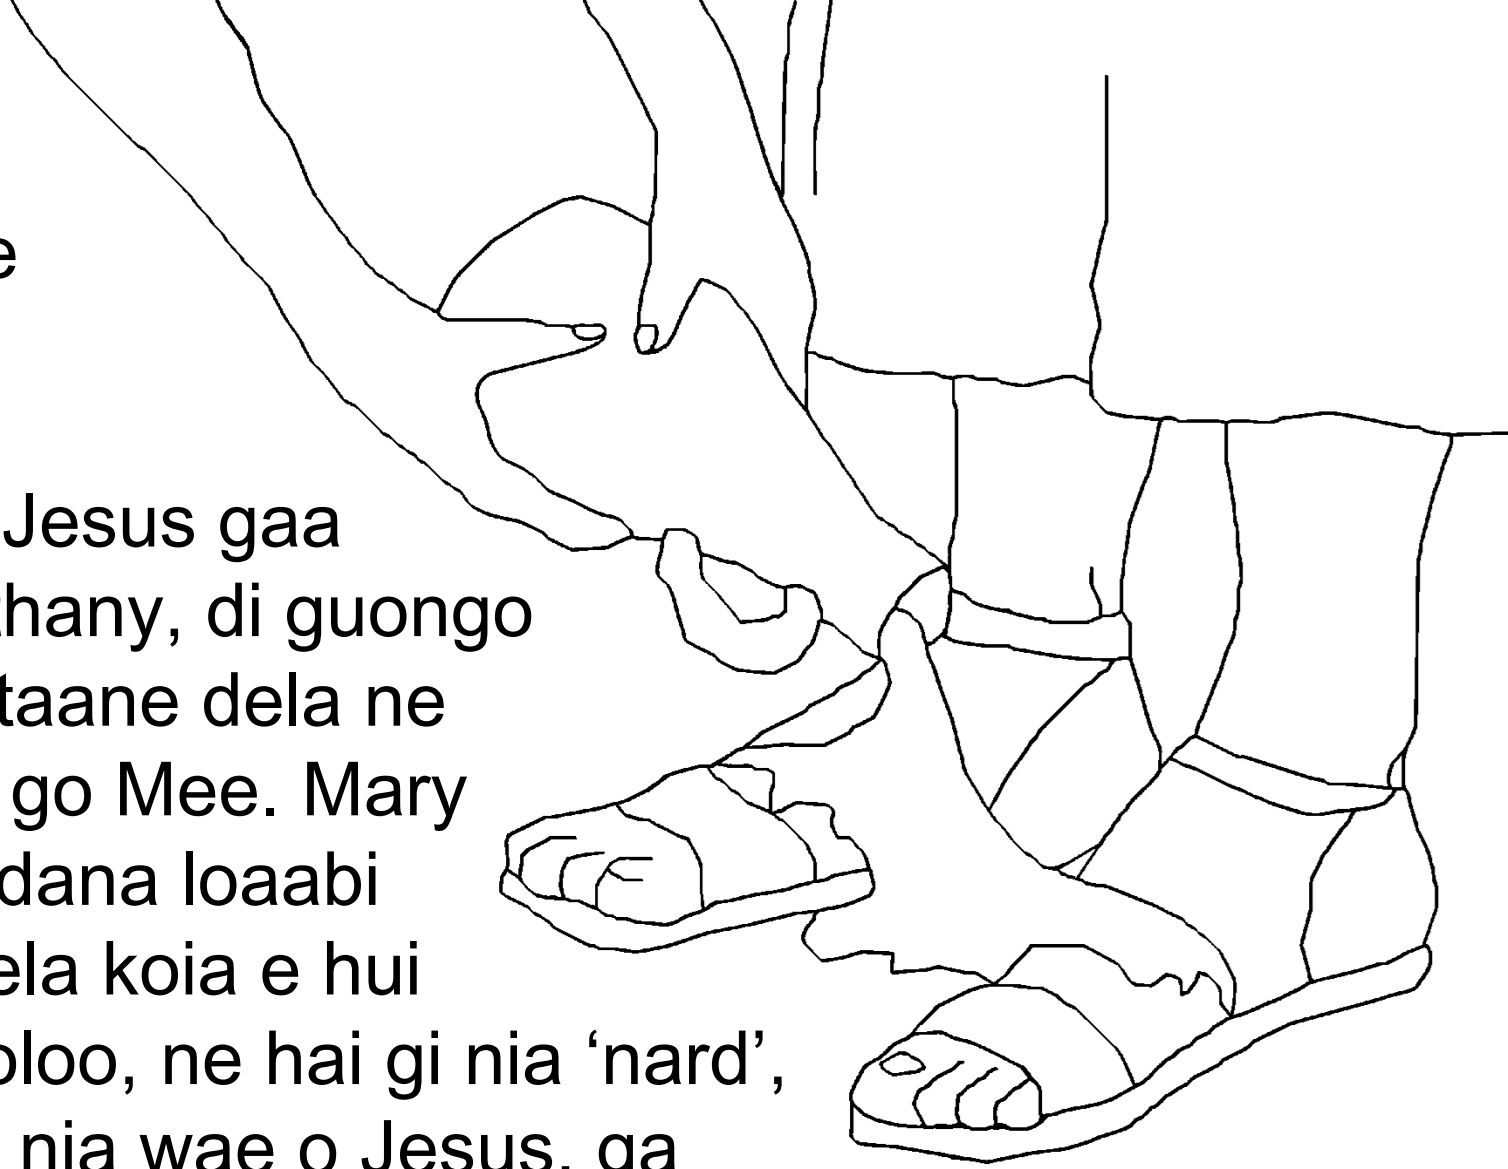 e
Jesus gaa
thany, di guongo
taane dela ne
go Mee. Mary
dana loaabi
ela koia e hui
oloo, ne hai gi nia ‘nard’,
nia wae o Jesus, ga